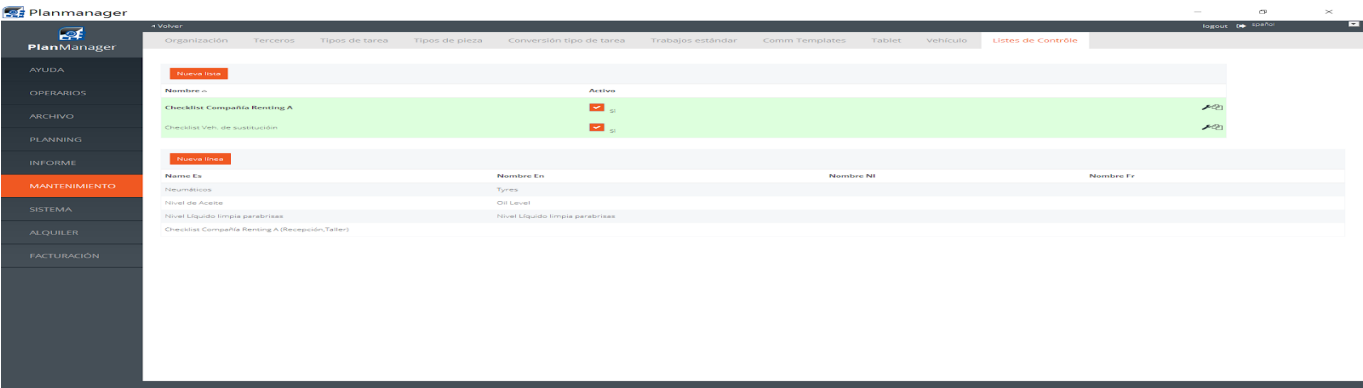 Planmanager
Volver
logout
PlanManager
Organización Terceros Tipos de tarea Tipos de pieza Conversión tipo de tarea Trabajos estándar Comm Templates Tablet Vehículo Listes de Contrôle
AYUDA
OPERARIOS
ARCHIVO
PLANNING
INFORME
MANTENIMIENTO
SISTEMA
ALQUILER
FACTURACIÓN
Nueva lista
Nombre Activo
Checklist Compañía Renting A SI
Checklist Veh. de sustitución SI
Nueva línea
Name Es Nombre En Nombre Nl Nombre Fr
Neumáticos Tyres
Nivel de Aceite Oil Level
Nivel Líquido limpia parabrisas Nivel Líquido limpia parabrisas
Checklist Compañía Renting A (Recepción,Taller)